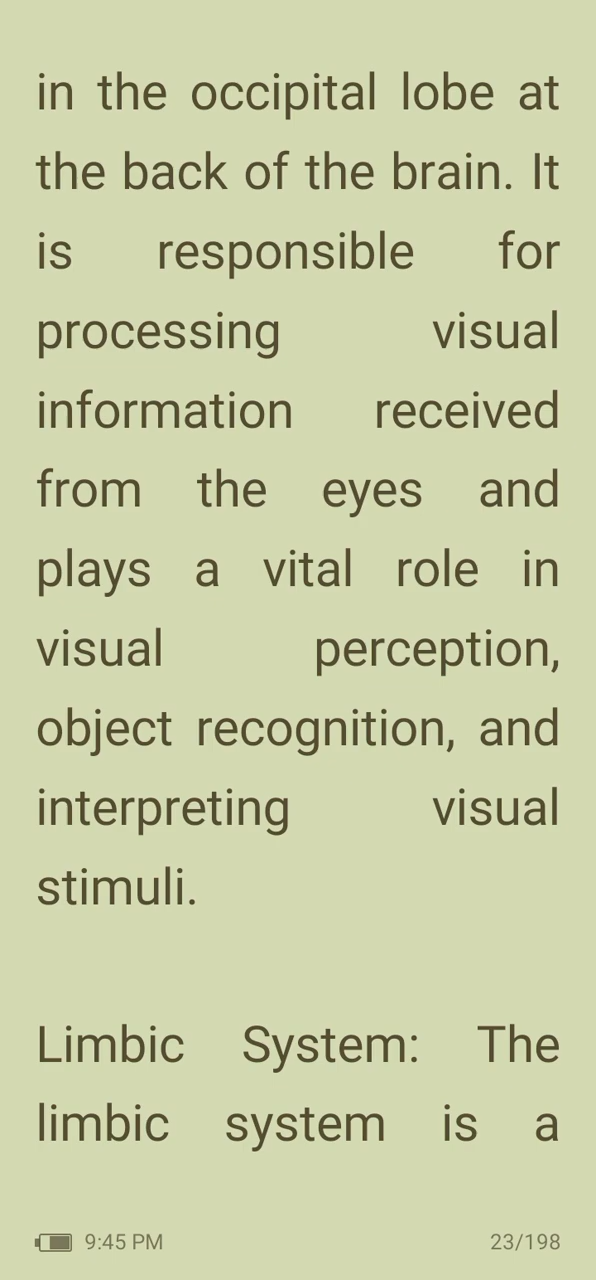 in the occipital lobe at
the back of the brain. It
is responsible for
processing visual
information received
from the eyes and
plays a vital role in
visual perception,
object recognition, and
interpreting visual
stimuli.
Limbic System: The
limbic system is a
9:45 PM 23/198